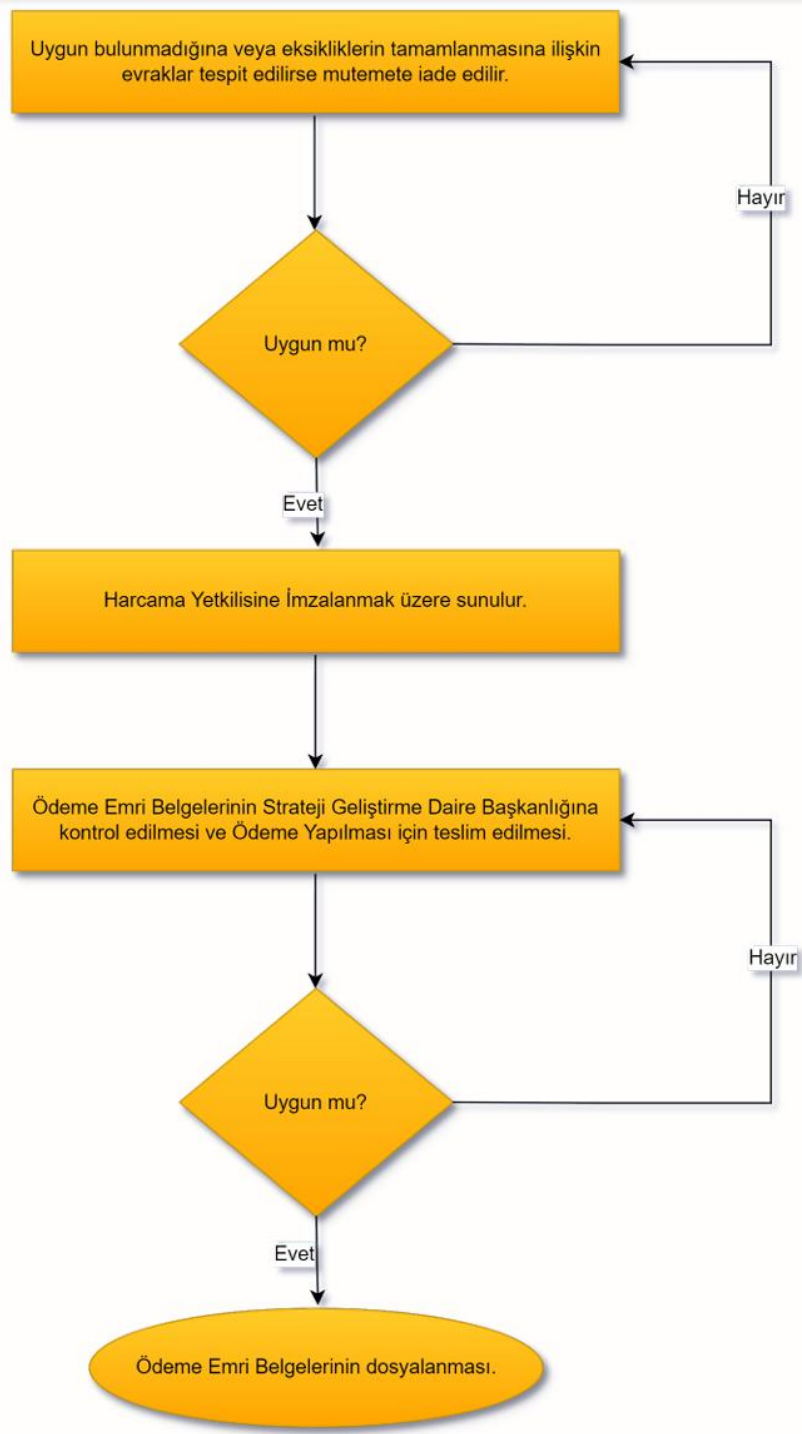 Uygun bulunmadığına veya eksikliklerin tamamlanmasına ilişkin
evraklar tespit edilirse mutemete iade edilir.
Hayır
Uygun mu?
Evet
Harcama Yetkilisine İmzalanmak üzere sunulur.
Ödeme Emri Belgelerinin Strateji Geliştirme Daire Başkanlığına
kontrol edilmesi ve Ödeme Yapılması için teslim edilmesi.
Hayır
Uygun mu?
Evet
Ödeme Emri Belgelerinin dosyalanması.